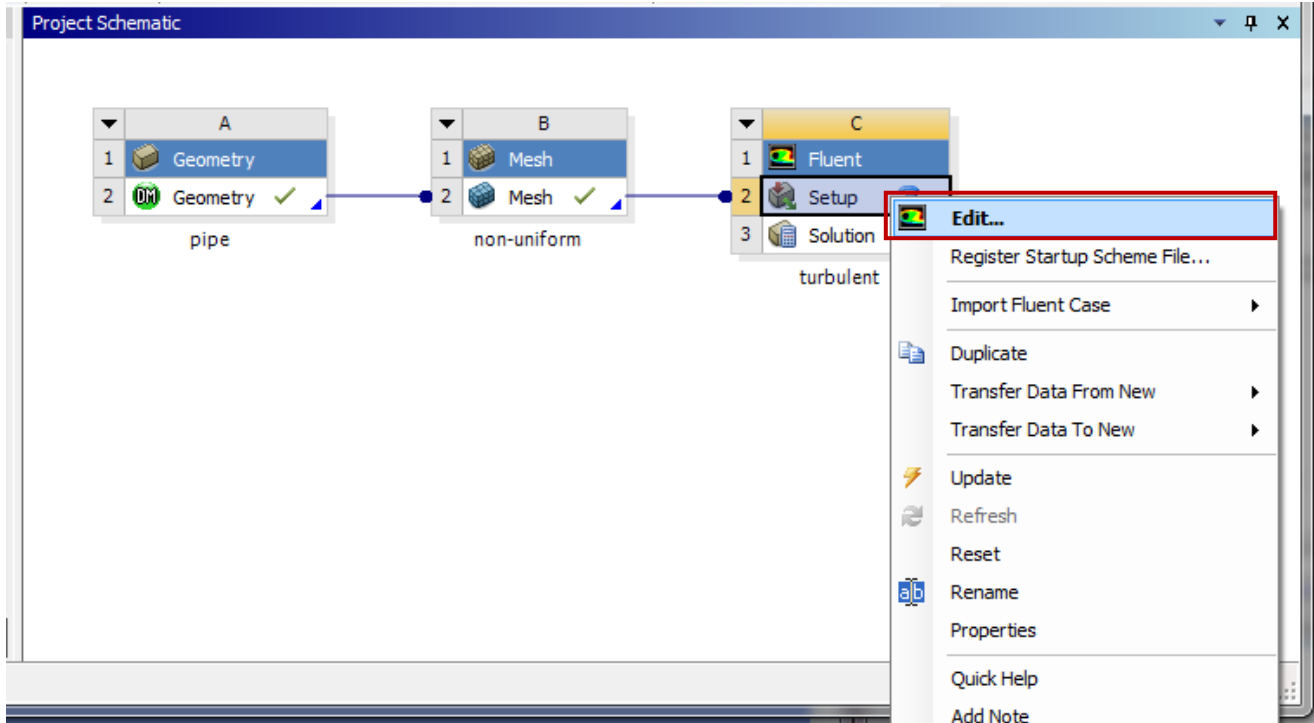 Project Schematic
A
1 Geometry
2 DM Geometry
pipe
B
1 Mesh
2 Mesh
non-uniform
C
1 Fluent
2 Setup
3 Solution
turbulent
Edit...
Register Startup Scheme File...
Import Fluent Case
Duplicate
Transfer Data From New
Transfer Data To New
Update
Refresh
Reset
ab Rename
Properties
Quick Help
Add Note